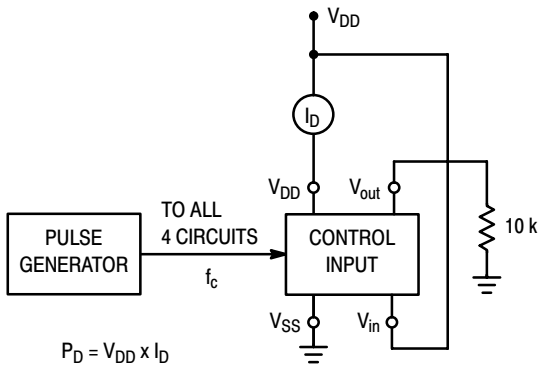 V_DD
I_D
V_DD
V_out
TO ALL
4 CIRCUITS
PULSE
GENERATOR
CONTROL
INPUT
10 k
f_c
V_SS
V_in
P_D = V_DD x I_D